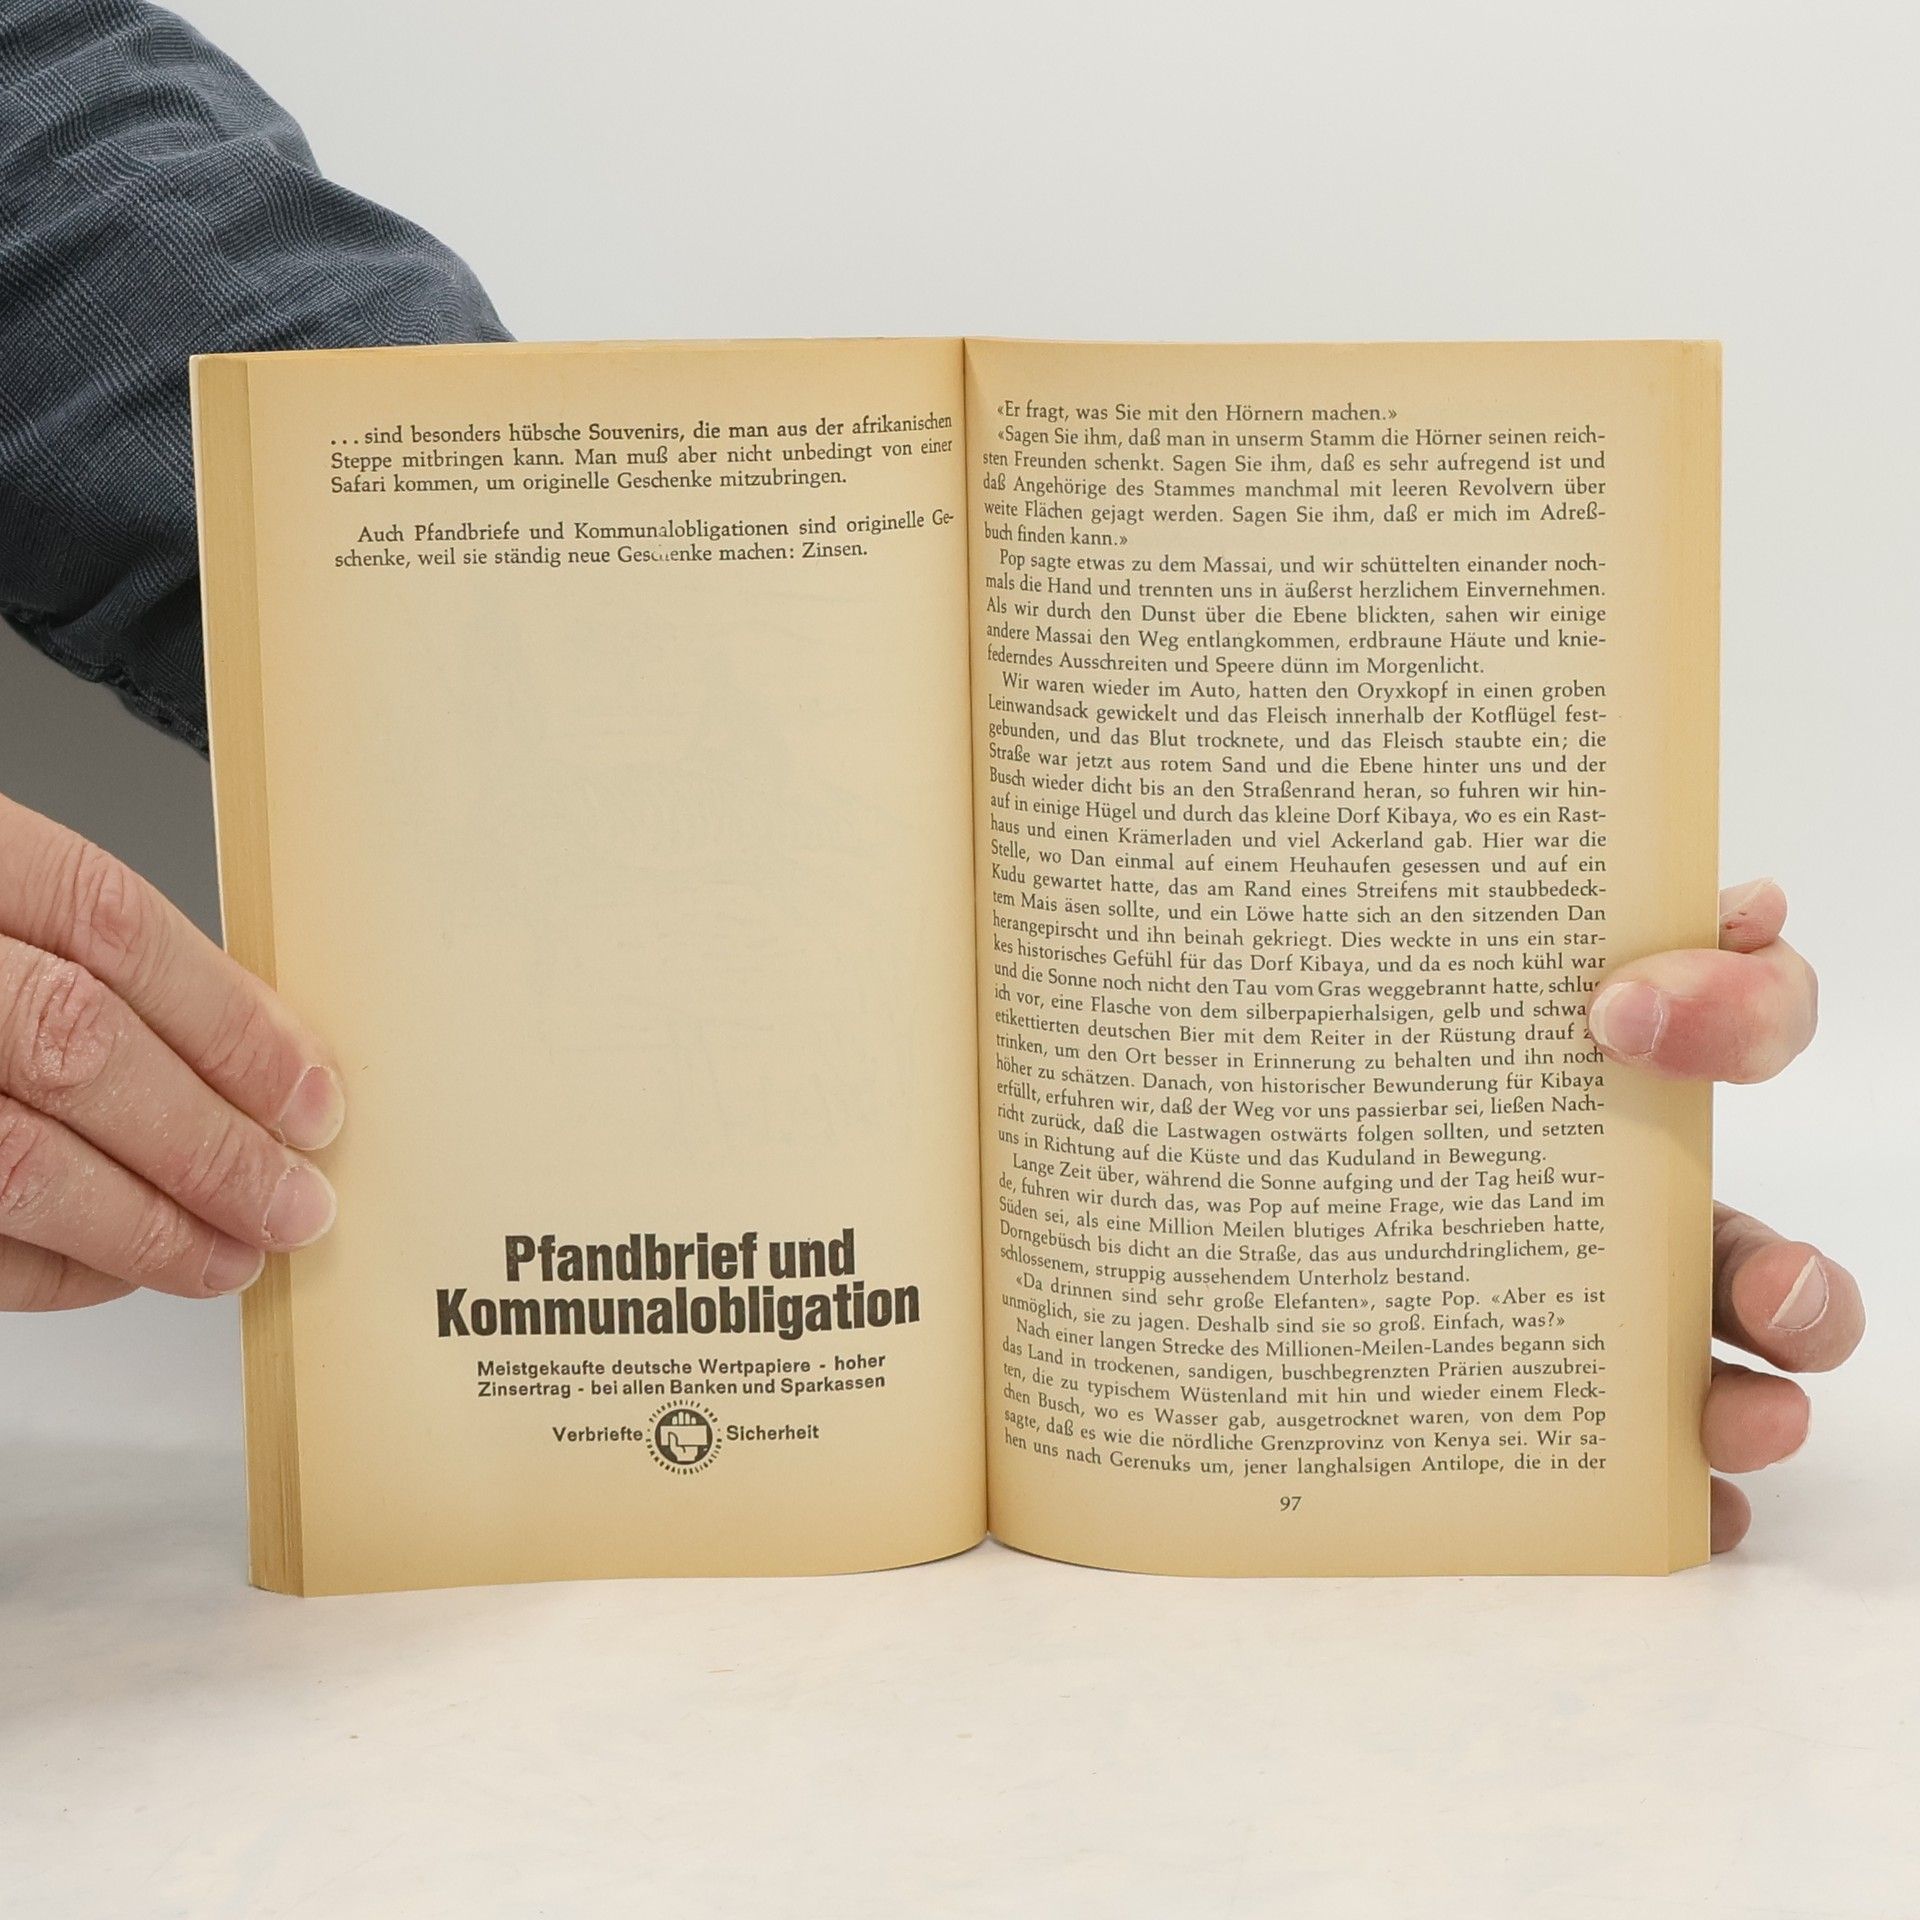 ...sind besonders hübsche Souvenirs, die man aus der afrikanischen
Steppe mitbringen kann. Man muß aber nicht unbedingt von einer
Safari kommen, um originelle Geschenke mitzubringen.
Auch Pfandbriefe und Kommunalobligationen sind originelle Ge-
schenke, weil sie ständig neue Geschenke machen: Zinsen.
Pfandbrief und
Kommunalobligation
Meistgekaufte deutsche Wertpapiere - hoher
Zinsertrag - bei allen Banken und Sparkassen
Verbriefte Sicherheit
PFANDBRIEF UND KOMMUNALOBLIGATION
«Er fragt, was Sie mit den Hörnern machen.»
«Sagen Sie ihm, daß man in unserm Stamm die Hörner seinen reich-
sten Freunden schenkt. Sagen Sie ihm, daß es sehr aufregend ist und
daß Angehörige des Stammes manchmal mit leeren Revolvern über
weite Flächen gejagt werden. Sagen Sie ihm, daß er mich im Adreß-
buch finden kann.»
Pop sagte etwas zu dem Massai, und wir schüttelten einander noch-
mals die Hand und trennten uns in äußerst herzlichem Einvernehmen.
Als wir durch den Dunst über die Ebene blickten, sahen wir einige
andere Massai den Weg entlangkommen, erdbraune Häute und knie-
federndes Ausschreiten und Speere dünn im Morgenlicht.
Wir waren wieder im Auto, hatten den Oryxkopf in einen groben
Leinwandsack gewickelt und das Fleisch innerhalb der Kotflügel fest-
gebunden, und das Blut trocknete, und das Fleisch staubte ein; die
Straße war jetzt aus rotem Sand und die Ebene hinter uns und der
Busch wieder dicht bis an den Straßenrand heran, so fuhren wir hin-
auf in einige Hügel und durch das kleine Dorf Kibaya, wo es ein Rast-
haus und einen Krämerladen und viel Ackerland gab. Hier war die
Stelle, wo Dan einmal auf einem Heuhaufen gesessen und auf ein
Kudu gewartet hatte, das am Rand eines Streifens mit staubbedeck-
tem Mais äsen sollte, und ein Löwe hatte sich an den sitzenden Dan
herangepirscht und ihn beinah gekriegt. Dies weckte in uns ein star-
kes historisches Gefühl für das Dorf Kibaya, und da es noch kühl war
und die Sonne noch nicht den Tau vom Gras weggebrannt hatte, schlug
ich vor, eine Flasche von dem silberpapierhalsigen, gelb und schwa
etikettierten deutschen Bier mit dem Reiter in der Rüstung drauf
trinken, um den Ort besser in Erinnerung zu behalten und ihn noch
höher zu schätzen. Danach, von historischer Bewunderung für Kibaya
erfüllt, erfuhren wir, daß der Weg vor uns passierbar sei, ließen Nach-
richt zurück, daß die Lastwagen ostwärts folgen sollten, und setzten
uns in Richtung auf die Küste und das Kuduland in Bewegung.
Lange Zeit über, während die Sonne aufging und der Tag heiß wur-
de, fuhren wir durch das, was Pop auf meine Frage, wie das Land im
Süden sei, als eine Million Meilen blutiges Afrika beschrieben hatte,
Dorngebüsch bis dicht an die Straße, das aus undurchdringlichem, ge-
schlossenem, struppig aussehendem Unterholz bestand.
«Da drinnen sind sehr große Elefanten», sagte Pop. «Aber es ist
unmöglich, sie zu jagen. Deshalb sind sie so groß. Einfach, was?»
Nach einer langen Strecke des Millionen-Meilen-Landes begann sich
das Land in trockenen, sandigen, buschbegrenzten Prärien auszubrei-
ten, die zu typischem Wüstenland mit hin und wieder einem Fleck-
chen Busch, wo es Wasser gab, ausgetrocknet waren, von dem Pop
sagte, daß es wie die nördliche Grenzprovinz von Kenya sei. Wir sa-
hen uns nach Gerenuks um, jener langhalsigen Antilope, die in der
97